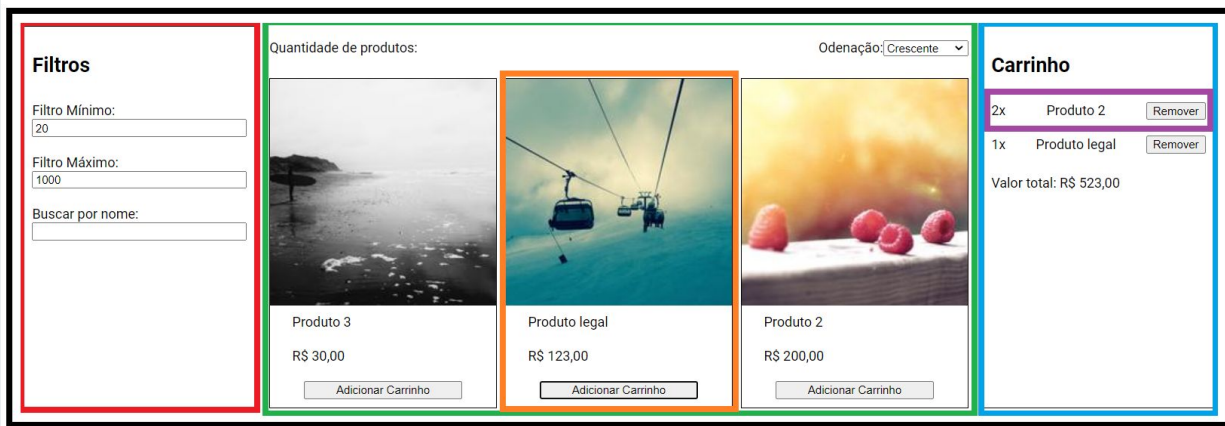 Filtros
Filtro Mínimo:
20
Filtro Máximo:
1000
Buscar por nome:
Quantidade de produtos:
Odenação: Crescente
Produto 3
R$ 30,00
Adicionar Carrinho
Produto legal
R$ 123,00
Adicionar Carrinho
Produto 2
R$ 200,00
Adicionar Carrinho
Carrinho
2x Produto 2 Remover
1x Produto legal Remover
Valor total: R$ 523,00